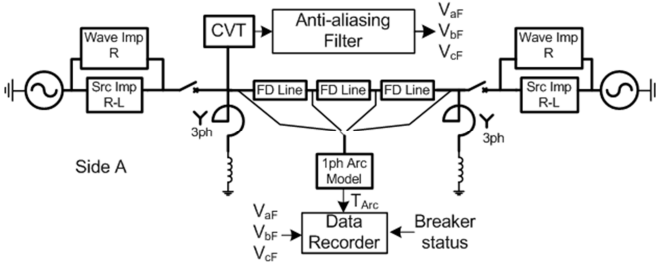 Wave Imp
R
Src Imp
R-L
CVT
Anti-aliasing
Filter
VaF
VbF
VcF
Wave Imp
R
Src Imp
R-L
FD Line
FD Line
FD Line
Y
3ph
Y
3ph
Side A
1ph Arc
Model
TArc
VaF
VbF
VcF
Data
Recorder
Breaker
status